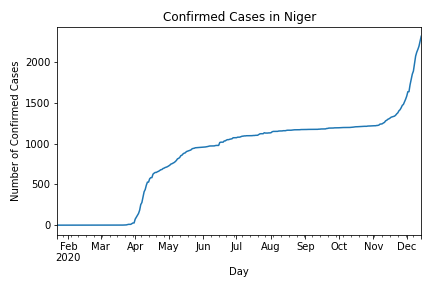 Confirmed Cases in Niger
Number of Confirmed Cases
2000
1500
1000
500
0
Feb Mar Apr May Jun Jul Aug Sep Oct Nov Dec
2020
Day